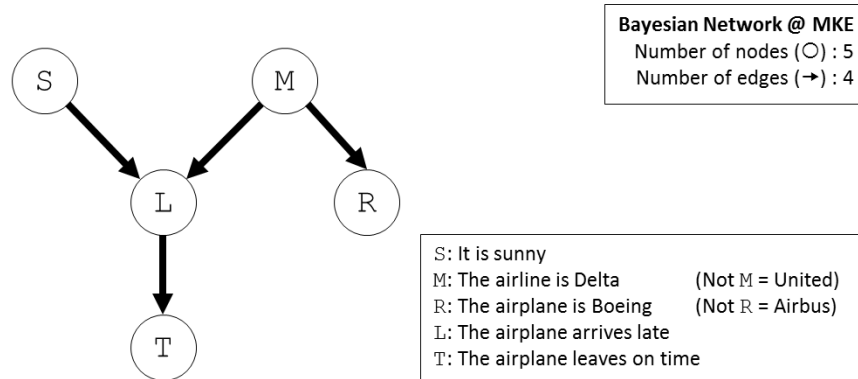 Bayesian Network @ MKE
Number of nodes (○) : 5
Number of edges (→) : 4
S
M
L
R
T
S: It is sunny
M: The airline is Delta (Not M = United)
R: The airplane is Boeing (Not R = Airbus)
L: The airplane arrives late
T: The airplane leaves on time